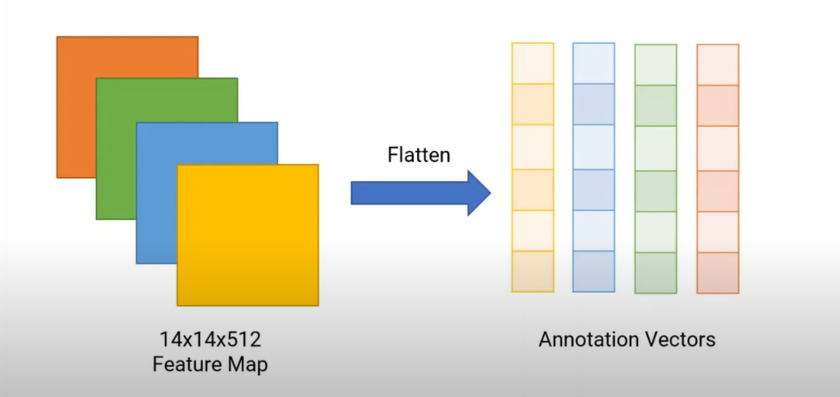 Flatten
14x14x512
Feature Map
Annotation Vectors